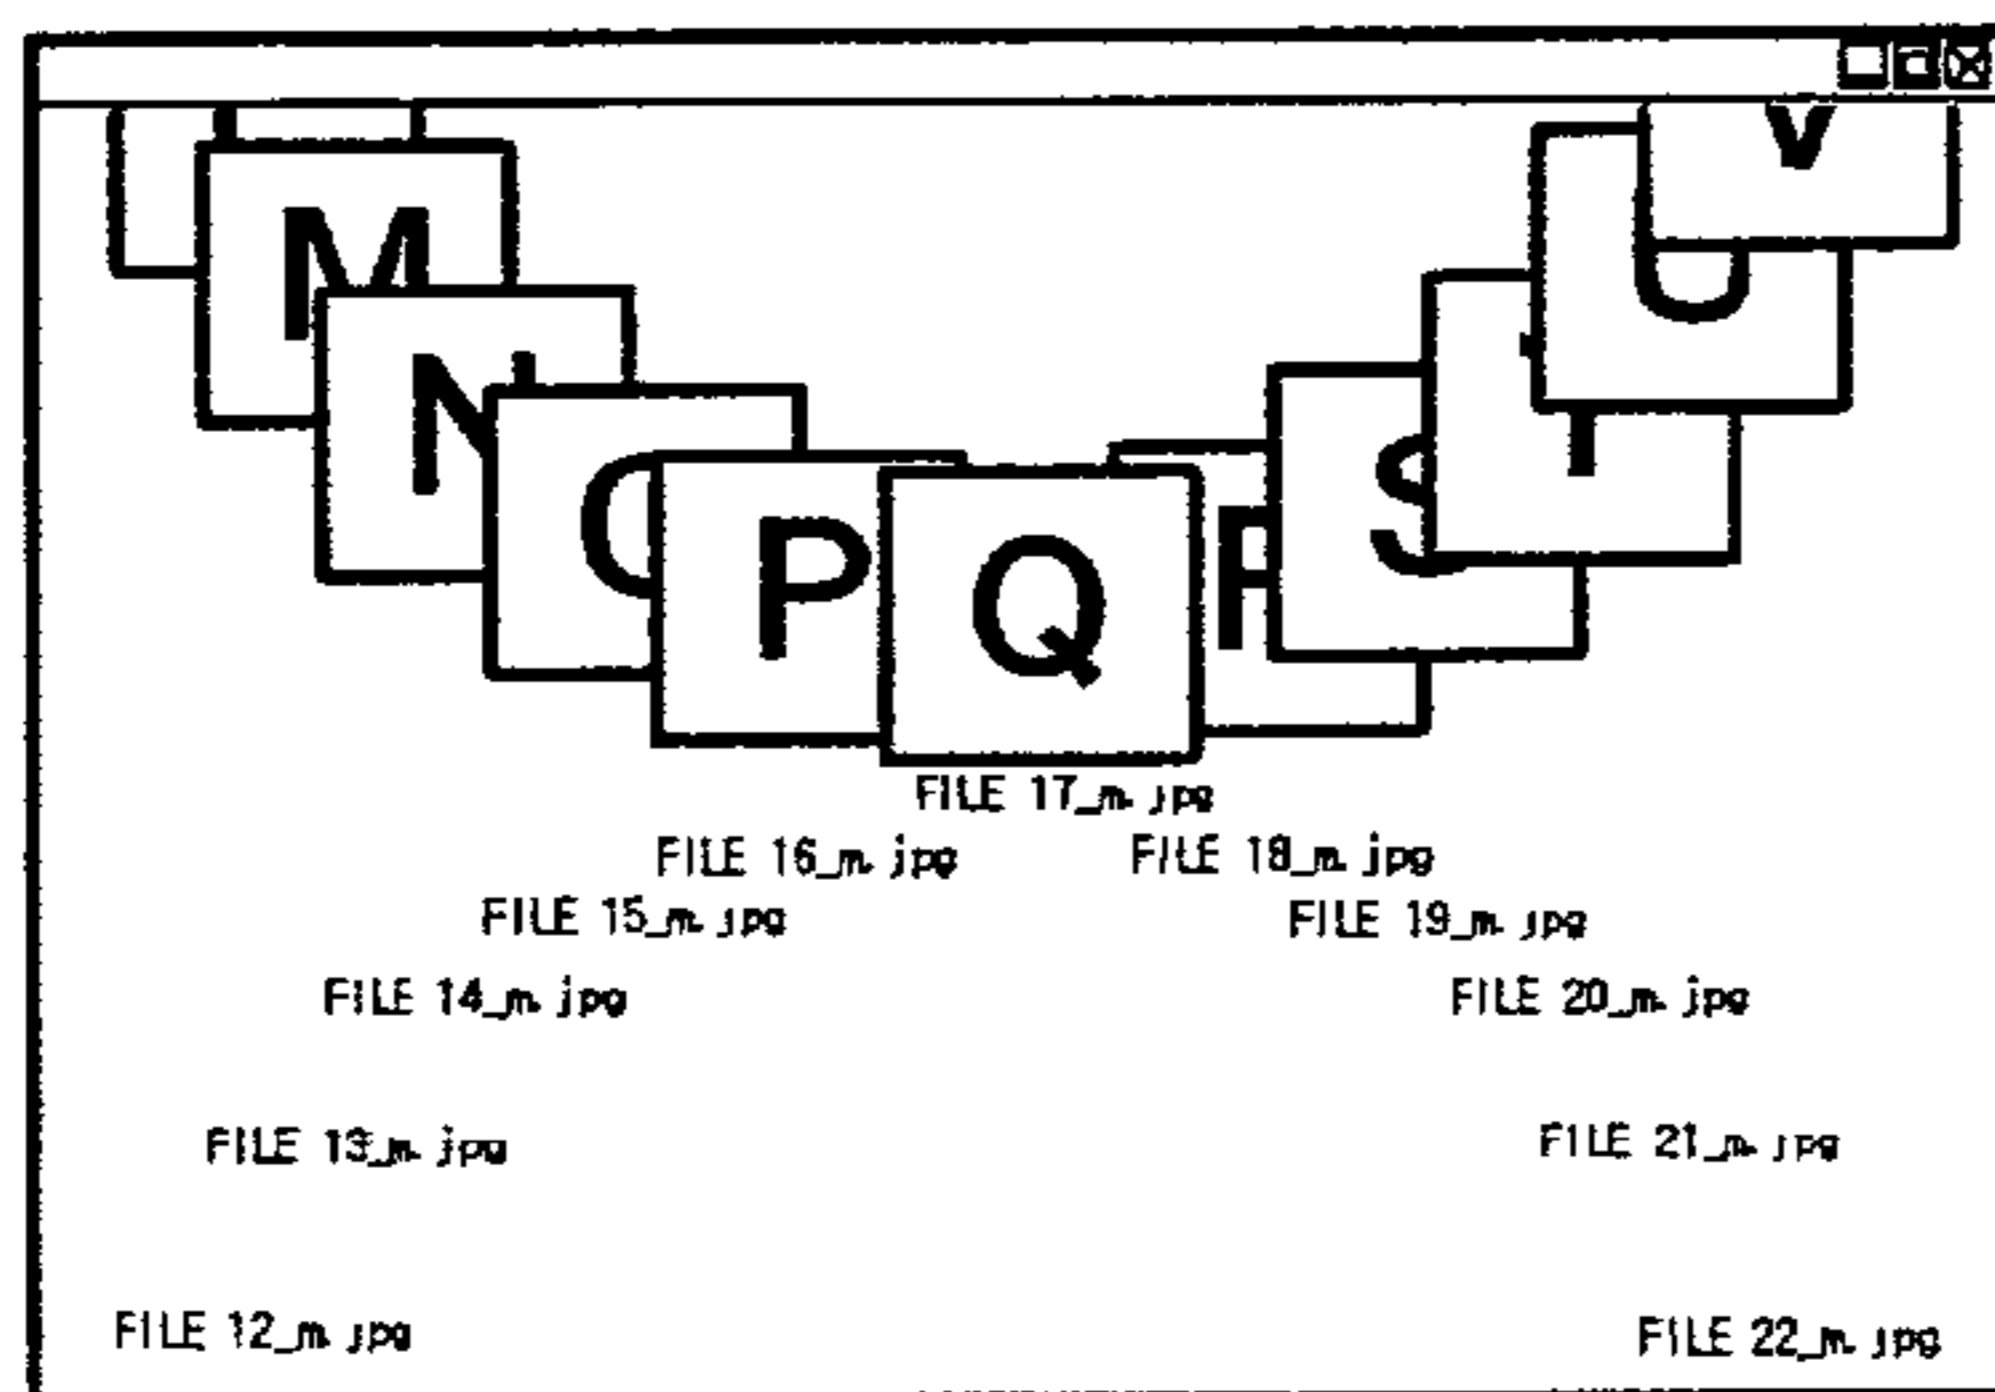 V
M
U
N
T
O
S
P
Q
R
FILE 17_m.jpg
FILE 16_m.jpg
FILE 18_m.jpg
FILE 15_m.jpg
FILE 19_m.jpg
FILE 14_m.jpg
FILE 20_m.jpg
FILE 13_m.jpg
FILE 21_m.jpg
FILE 12_m.jpg
FILE 22_m.jpg